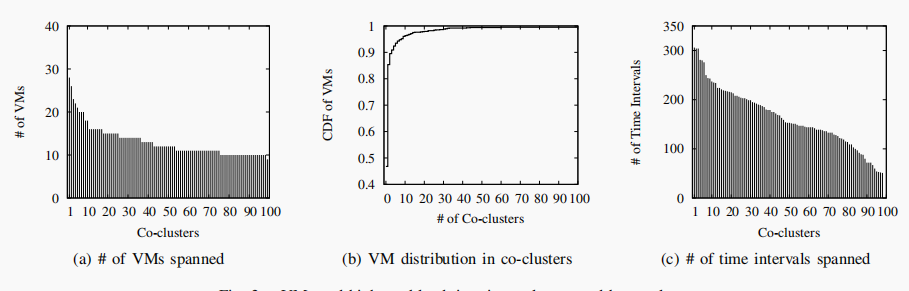 40
30
20
10
0
1 10 20 30 40 50 60 70 80 90 100
# of VMs
Co-clusters
(a) # of VMs spanned
1
0.9
0.8
0.7
0.6
0.5
0.4
0 10 20 30 40 50 60 70 80 90 100
CDF of VMs
# of Co-clusters
(b) VM distribution in co-clusters
350
300
200
100
0
1 10 20 30 40 50 60 70 80 90 100
# of Time Intervals
Co-clusters
(c) # of time intervals spanned